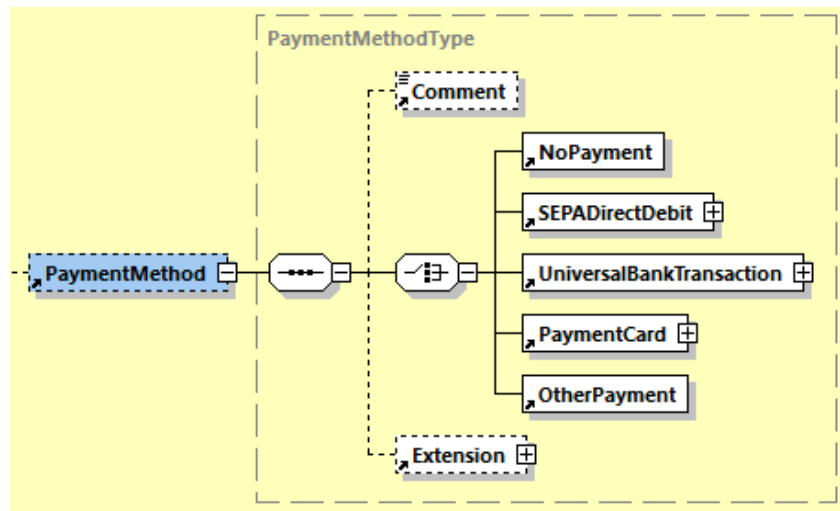 PaymentMethodType
Comment
NoPayment
SEPADirectDebit
PaymentMethod
UniversalBankTransaction
PaymentCard
OtherPayment
Extension